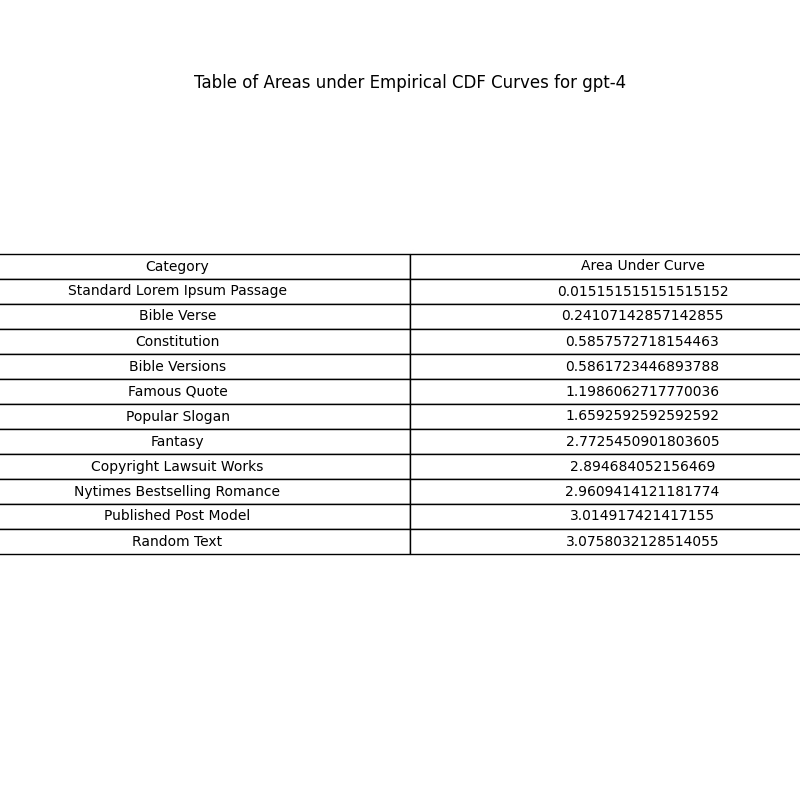 Table of Areas under Empirical CDF Curves for gpt-4
Category Area Under Curve
Standard Lorem Ipsum Passage 0.015151515151515152
Bible Verse 0.24107142857142855
Constitution 0.5857572718154463
Bible Versions 0.5861723446893788
Famous Quote 1.1986062717770036
Popular Slogan 1.6592592592592592
Fantasy 2.7725450901803605
Copyright Lawsuit Works 2.894684052156469
Nytimes Bestselling Romance 2.9609414121181774
Published Post Model 3.014917421417155
Random Text 3.0758032128514055